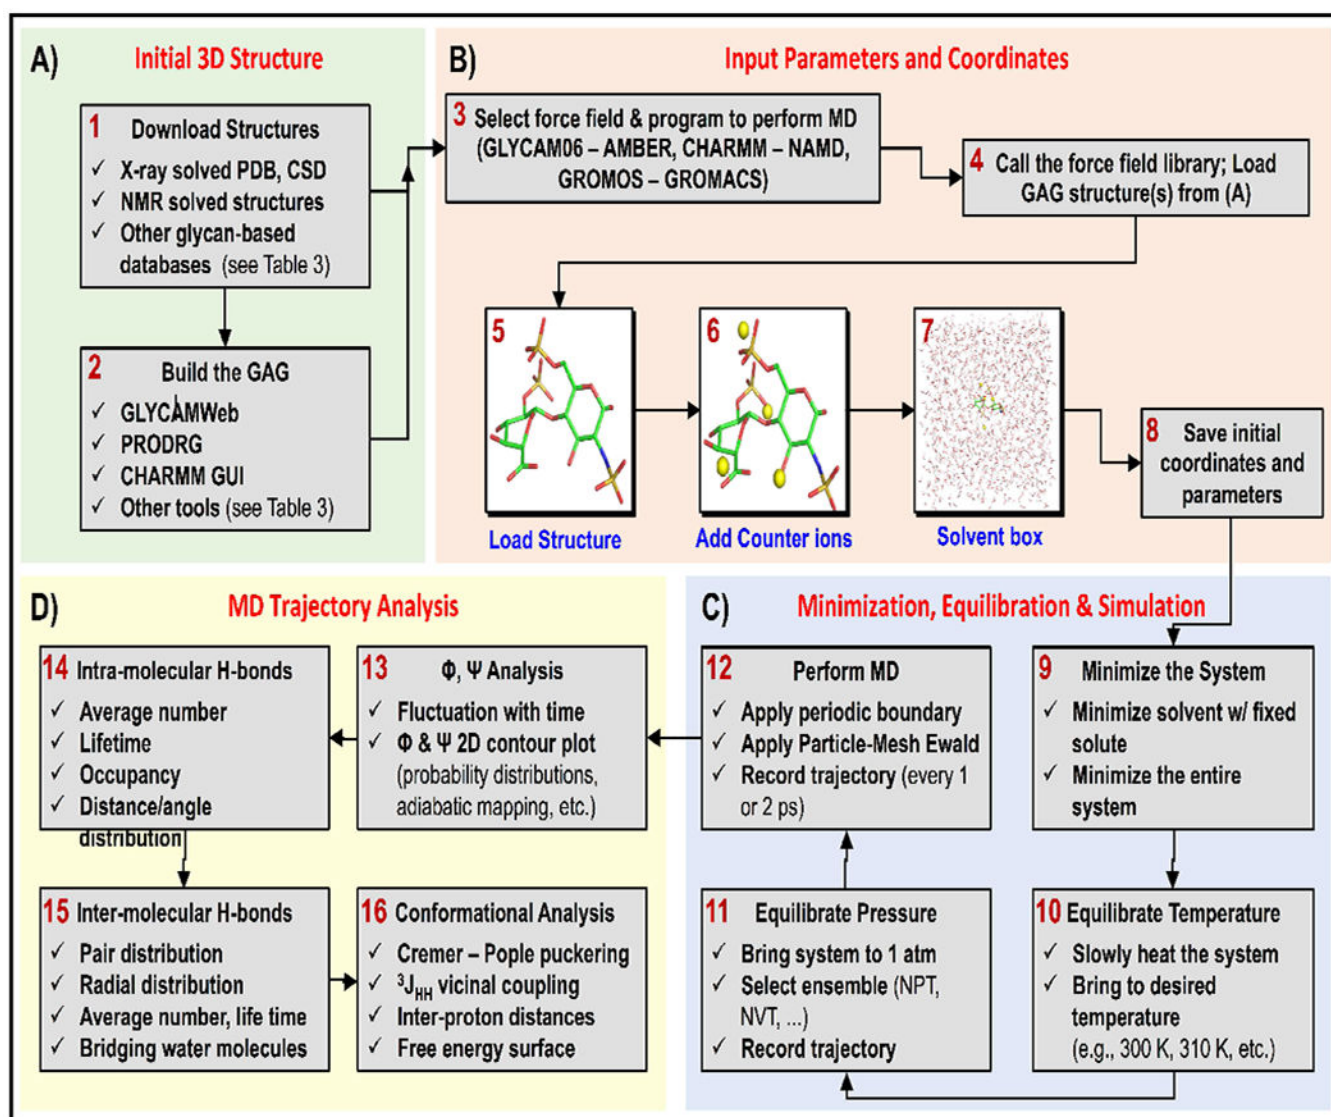 A) Initial 3D Structure
1 Download Structures
✓ X-ray solved PDB, CSD
✓ NMR solved structures
✓ Other glycan-based
databases (see Table 3)
2 Build the GAG
✓ GLYCAMWeb
✓ PRODRG
✓ CHARMM GUI
✓ Other tools (see Table 3)
B) Input Parameters and Coordinates
3 Select force field & program to perform MD
(GLYCAM06 – AMBER, CHARMM – NAMD,
GROMOS – GROMACS)
4 Call the force field library; Load
GAG structure(s) from (A)
5
Load Structure
6
Add Counter ions
7
Solvent box
8 Save initial
coordinates and
parameters
C) Minimization, Equilibration & Simulation
9 Minimize the System
✓ Minimize solvent w/ fixed
solute
✓ Minimize the entire
system
10 Equilibrate Temperature
✓ Slowly heat the system
✓ Bring to desired
temperature
(e.g., 300 K, 310 K, etc.)
11 Equilibrate Pressure
✓ Bring system to 1 atm
✓ Select ensemble (NPT,
NVT, ...)
✓ Record trajectory
12 Perform MD
✓ Apply periodic boundary
✓ Apply Particle-Mesh Ewald
✓ Record trajectory (every 1
or 2 ps)
D) MD Trajectory Analysis
13 Φ, Ψ Analysis
✓ Fluctuation with time
✓ Φ & Ψ 2D contour plot
(probability distributions,
adiabatic mapping, etc.)
14 Intra-molecular H-bonds
✓ Average number
✓ Lifetime
✓ Occupancy
✓ Distance/angle
distribution
15 Inter-molecular H-bonds
✓ Pair distribution
✓ Radial distribution
✓ Average number, life time
✓ Bridging water molecules
16 Conformational Analysis
✓ Cremer – Pople puckering
✓ ³J_HH vicinal coupling
✓ Inter-proton distances
✓ Free energy surface